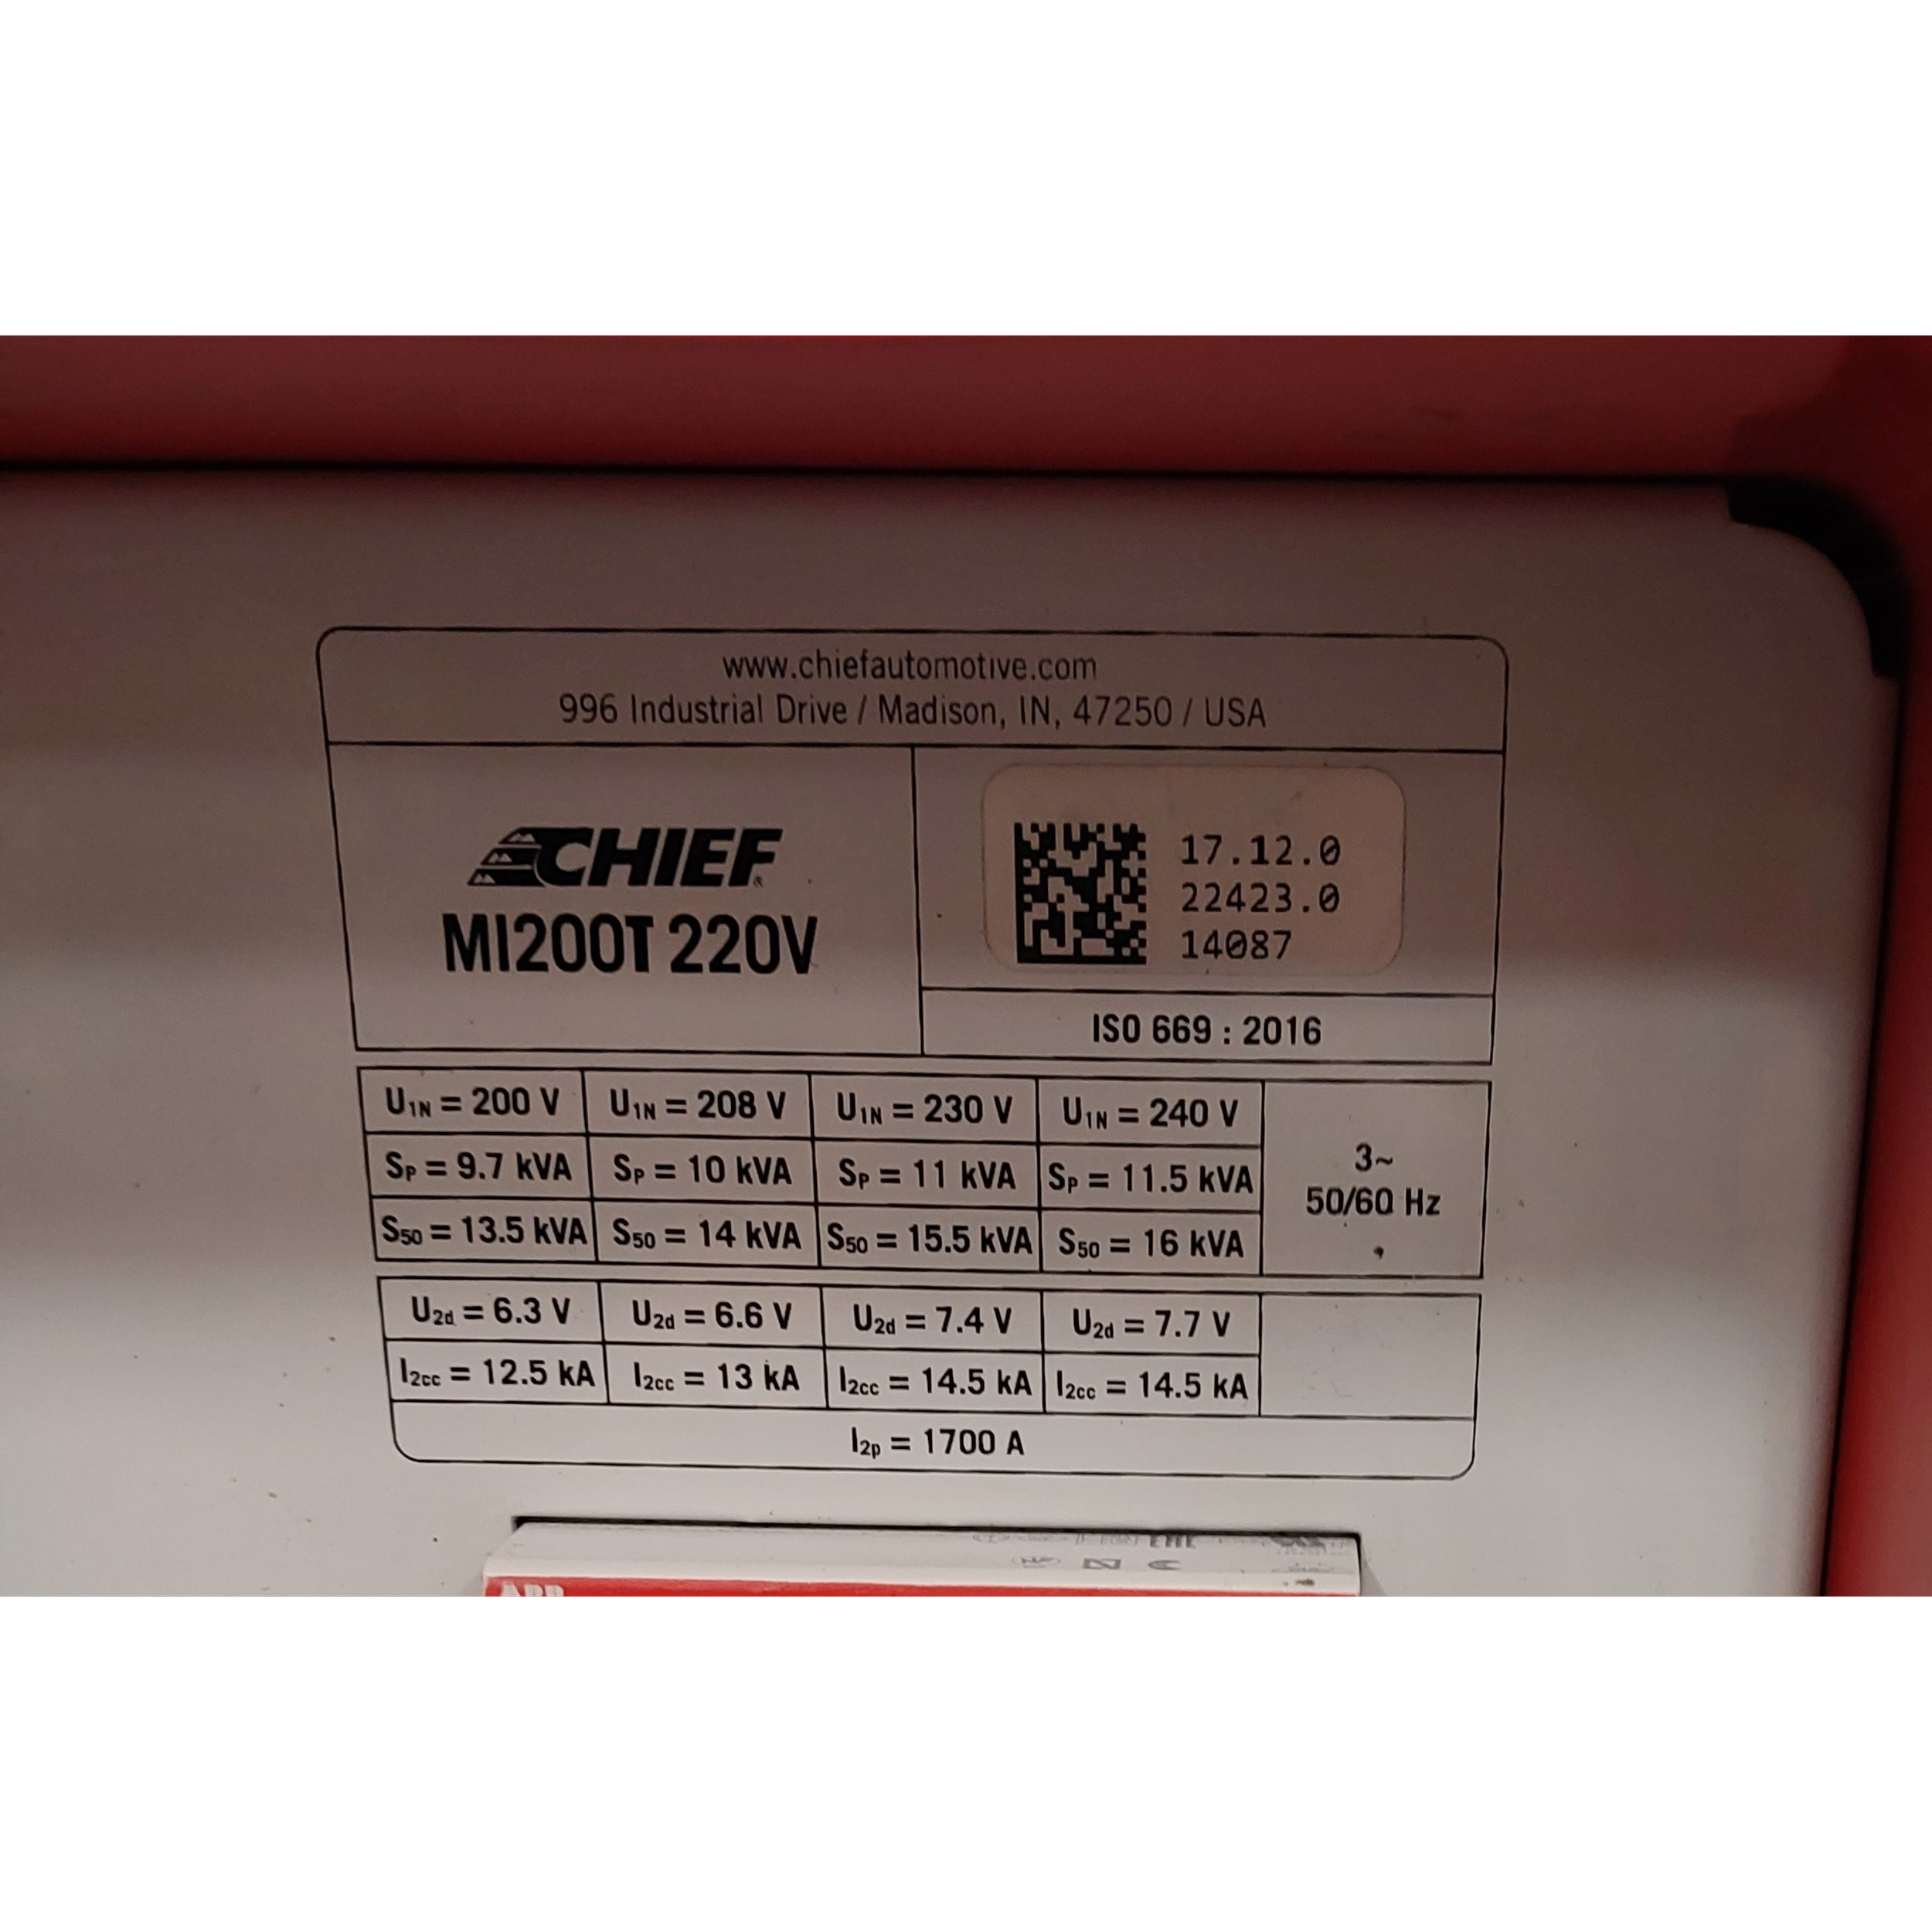 www.chiefautomotive.com
996 Industrial Drive / Madison, IN, 47250 / USA
CHIEF®
MI200T 220V
17.12.0
22423.0
14087
ISO 669 : 2016
U1N = 200 V U1N = 208 V U1N = 230 V U1N = 240 V
SP = 9.7 kVA SP = 10 kVA SP = 11 kVA SP = 11.5 kVA
S50 = 13.5 kVA S50 = 14 kVA S50 = 15.5 kVA S50 = 16 kVA
3~
50/60 Hz
U2d = 6.3 V U2d = 6.6 V U2d = 7.4 V U2d = 7.7 V
I2cc = 12.5 kA I2cc = 13 kA I2cc = 14.5 kA I2cc = 14.5 kA
I2p = 1700 A
ABB